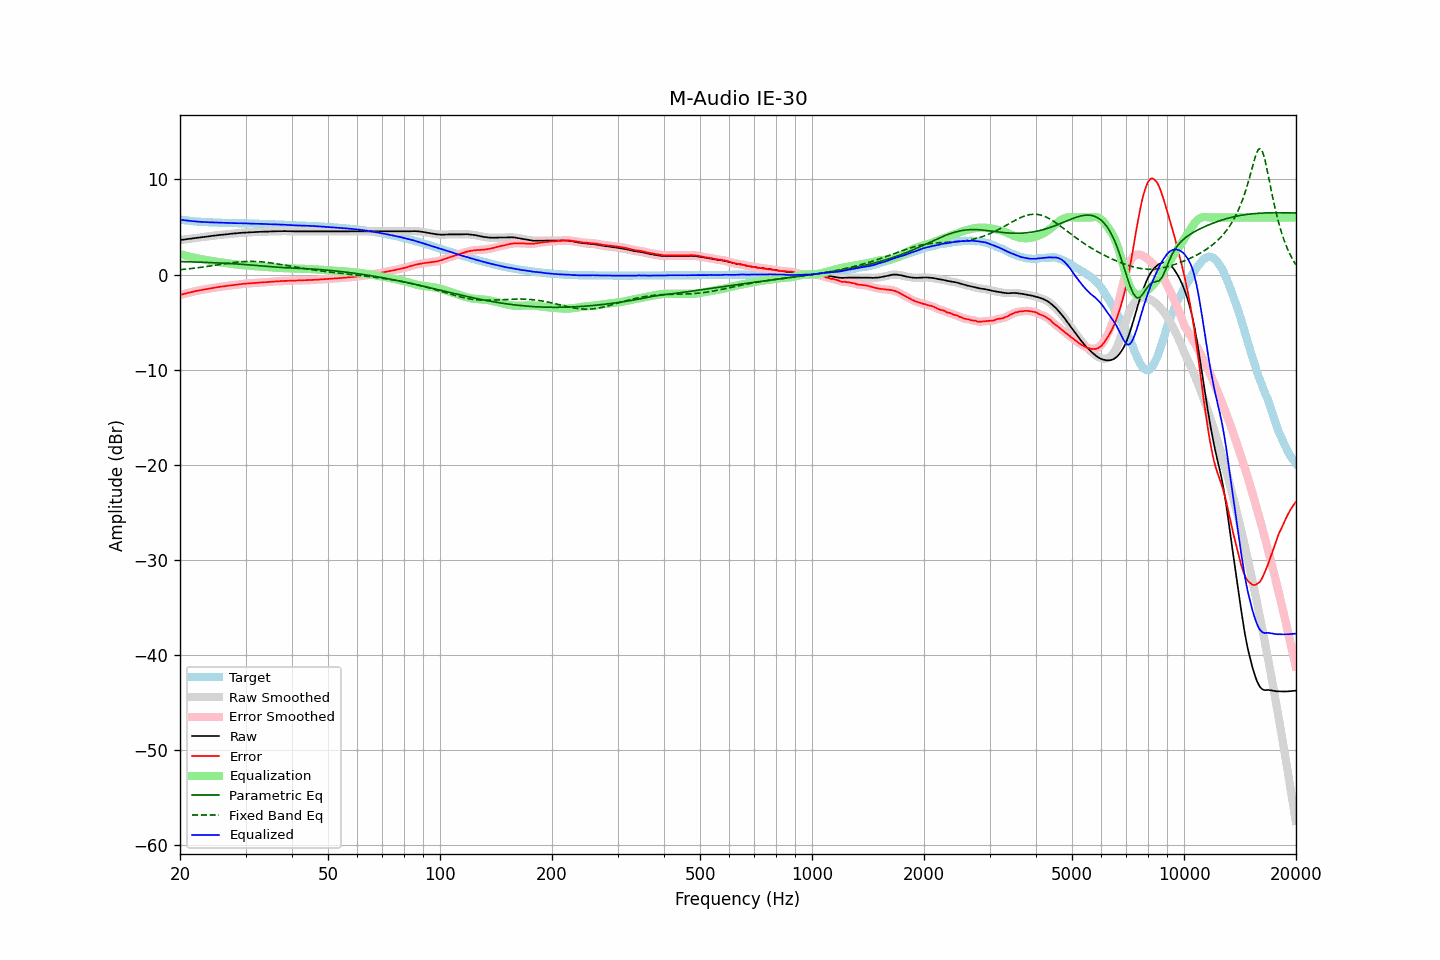 M-Audio IE-30
Amplitude (dBr)
10
0
−10
−20
−30
−40
−50
−60
Target
Raw Smoothed
Error Smoothed
Raw
Error
Equalization
Parametric Eq
Fixed Band Eq
Equalized
20 50 100 200 500 1000 2000 5000 10000 20000
Frequency (Hz)